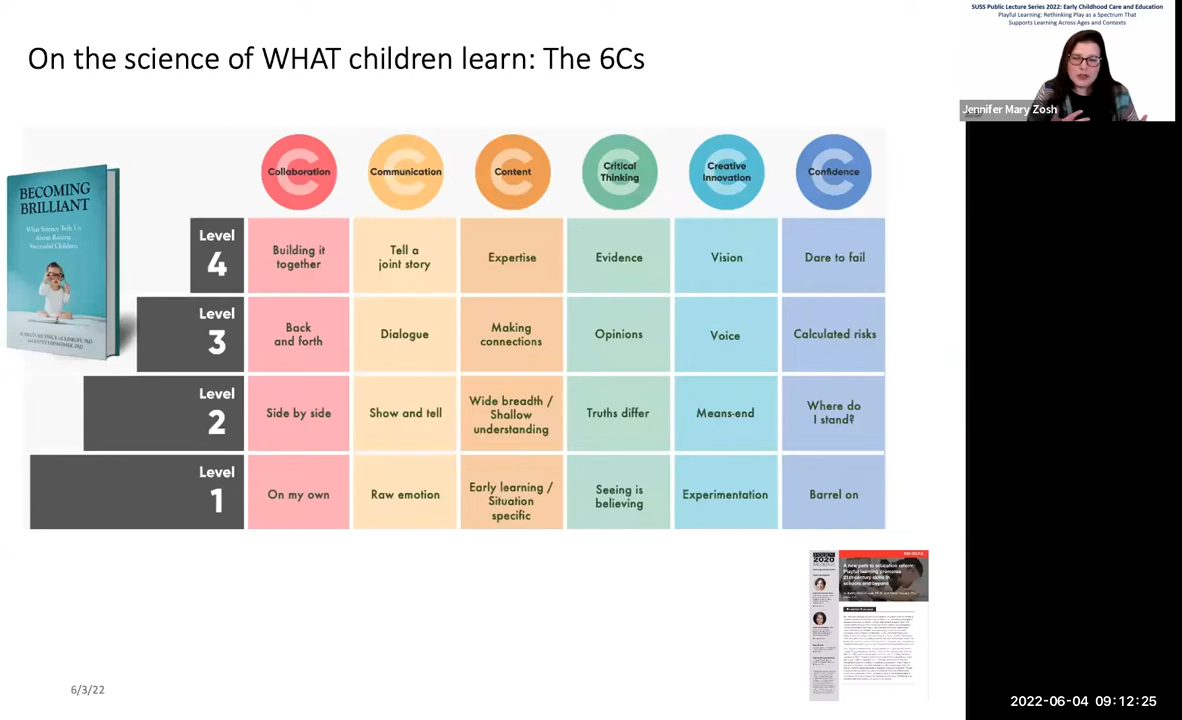 SUSS Public Lecture Series 2022: Early Childhood Care and Education
Playful Learning: Rethinking Play as a Spectrum That
Supports Learning Across Ages and Contexts
Jennifer Mary Zosh
On the science of WHAT children learn: The 6Cs
BECOMING
BRILLIANT
What Science Tells Us
About Raising
Successful Children
Collaboration
Communication
Content
Critical
Thinking
Creative
Innovation
Confidence
Level
4
Building it
together
Tell a
joint story
Expertise
Evidence
Vision
Dare to fail
Level
3
Back
and forth
Dialogue
Making
connections
Opinions
Voice
Calculated risks
Level
2
Side by side
Show and tell
Wide breadth /
Shallow
understanding
Truths differ
Means-end
Where do
I stand?
Level
1
On my own
Raw emotion
Early learning /
Situation
specific
Seeing is
believing
Experimentation
Barrel on
2020
A new path to education reform:
Playful learning promotes
21st-century skills in
schools and beyond
6/3/22
2022-06-04 09:12:25